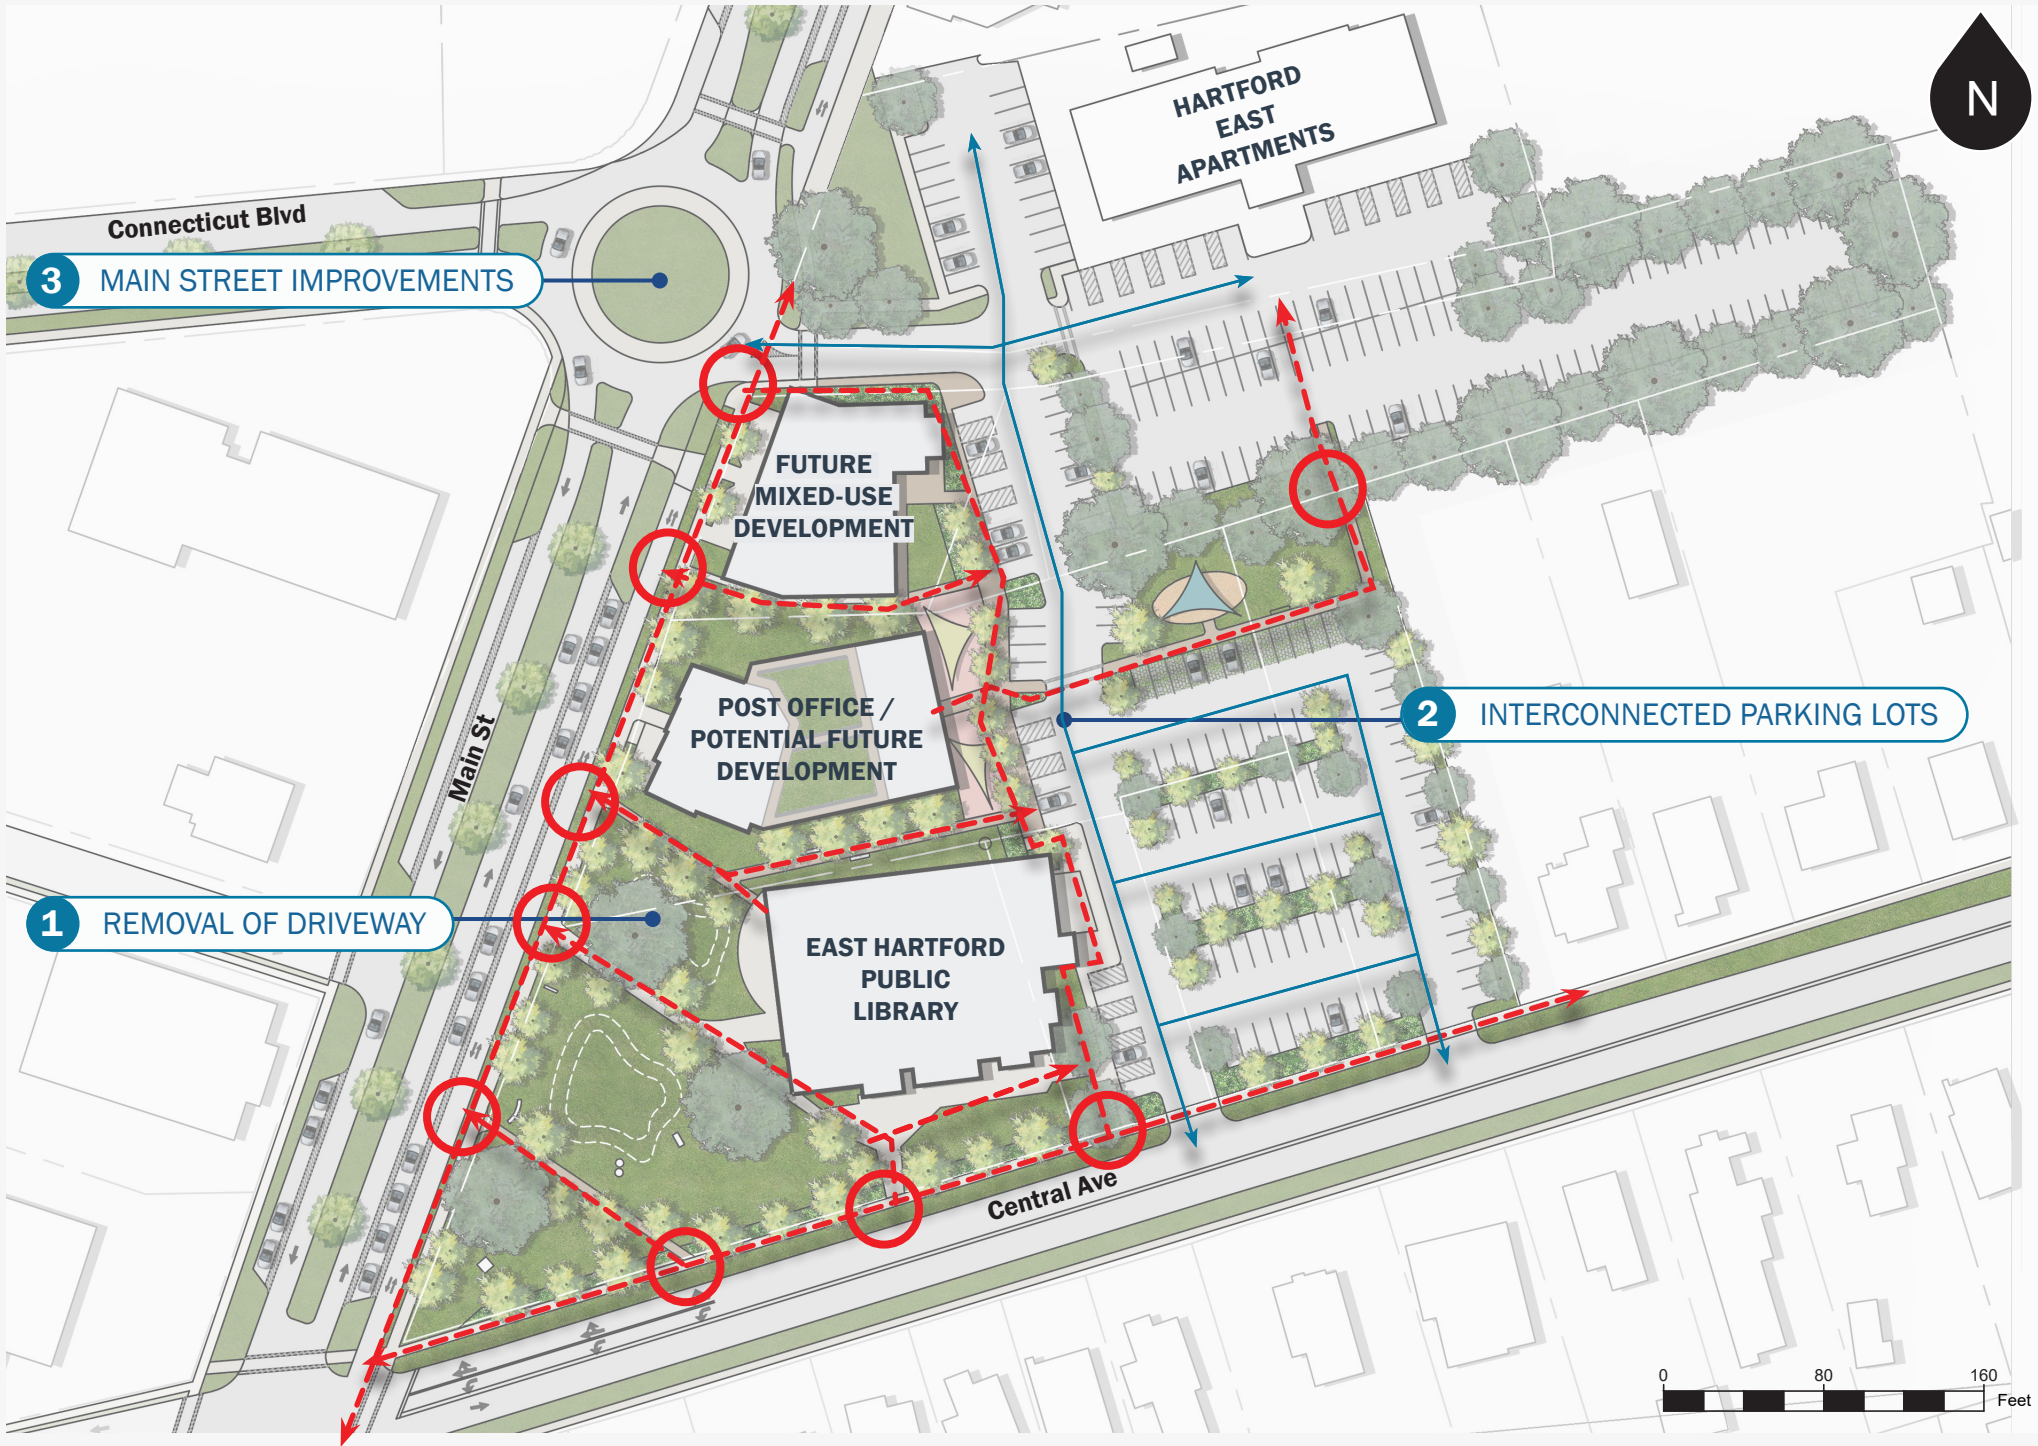 HARTFORD
EAST
APARTMENTS
N
Connecticut Blvd
3 MAIN STREET IMPROVEMENTS
FUTURE
MIXED-USE
DEVELOPMENT
POST OFFICE /
POTENTIAL FUTURE
DEVELOPMENT
2 INTERCONNECTED PARKING LOTS
Main St
1 REMOVAL OF DRIVEWAY
EAST HARTFORD
PUBLIC
LIBRARY
Central Ave
0 80 160
Feet